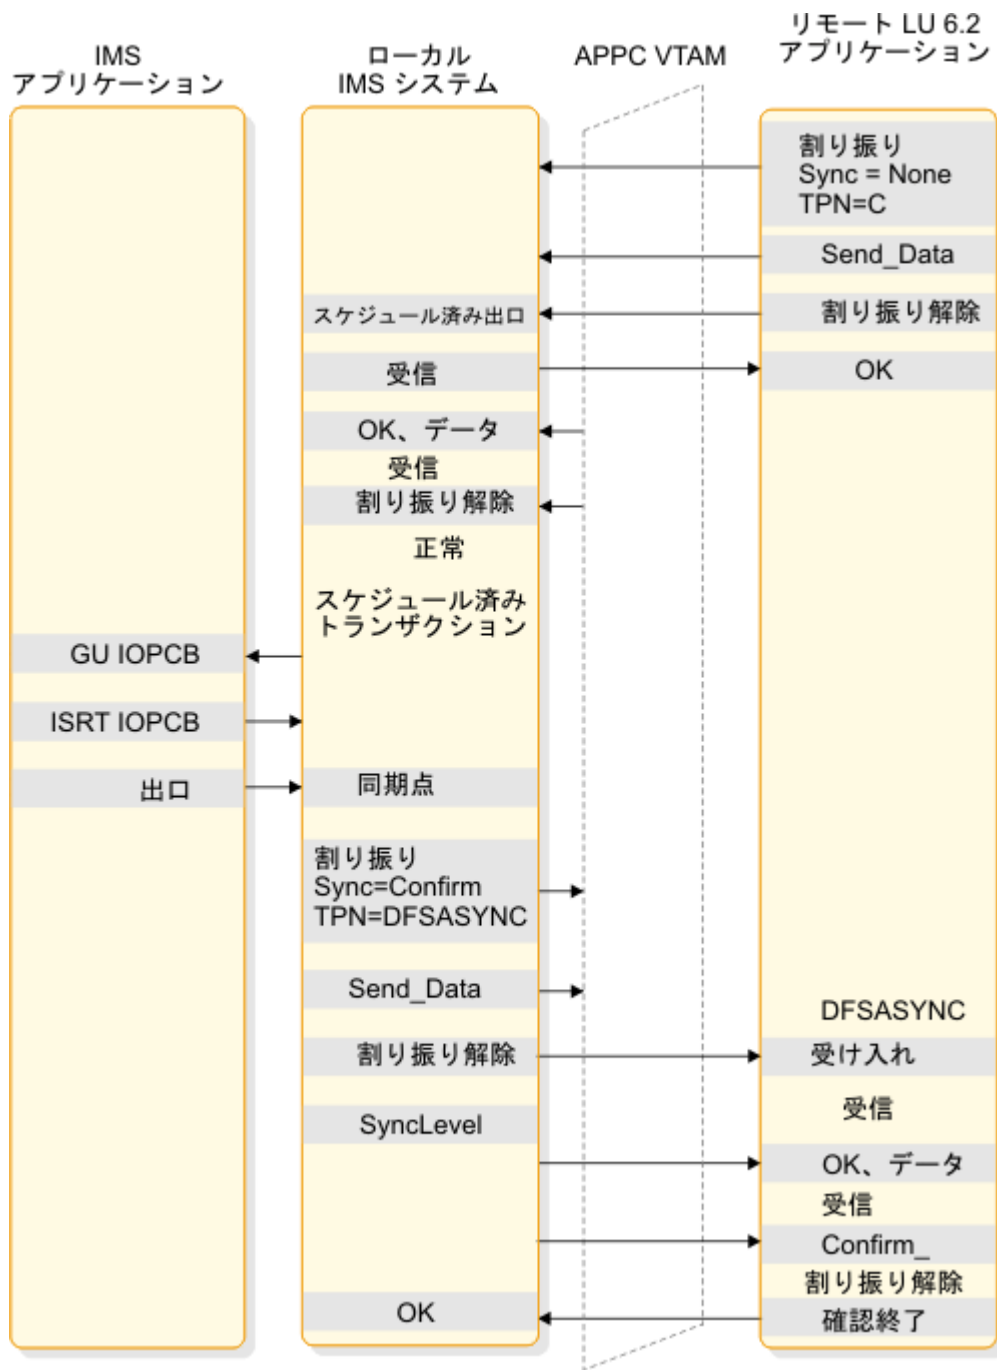 IMS
アプリケーション
ローカル
IMS システム
APPC VTAM
リモート LU 6.2
アプリケーション
割り振り
Sync = None
TPN=C
Send_Data
スケジュール済み出口
割り振り解除
受信
OK
OK、データ
受信
割り振り解除
正常
スケジュール済み
トランザクション
GU IOPCB
ISRT IOPCB
出口
同期点
割り振り
Sync=Confirm
TPN=DFSASYNC
Send_Data
DFSASYNC
割り振り解除
受け入れ
受信
SyncLevel
OK、データ
受信
Confirm_
割り振り解除
OK
確認終了